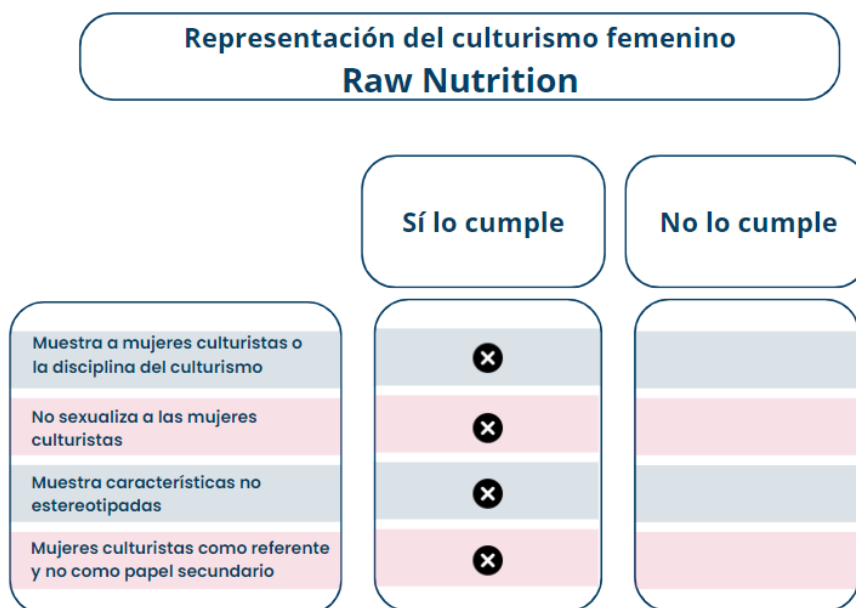 Representación del culturismo femenino
Raw Nutrition
Sí lo cumple
No lo cumple
Muestra a mujeres culturistas o
la disciplina del culturismo
No sexualiza a las mujeres
culturistas
Muestra características no
estereotipadas
Mujeres culturistas como referente
y no como papel secundario